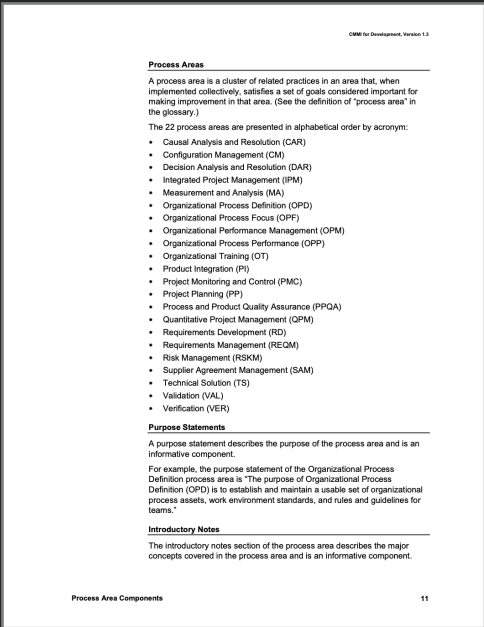 CMMI for Development, Version 1.3
Process Areas
A process area is a cluster of related practices in an area that, when
implemented collectively, satisfies a set of goals considered important for
making improvement in that area. (See the definition of "process area" in
the glossary.)
The 22 process areas are presented in alphabetical order by acronym:
• Causal Analysis and Resolution (CAR)
• Configuration Management (CM)
• Decision Analysis and Resolution (DAR)
• Integrated Project Management (IPM)
• Measurement and Analysis (MA)
• Organizational Process Definition (OPD)
• Organizational Process Focus (OPF)
• Organizational Performance Management (OPM)
• Organizational Process Performance (OPP)
• Organizational Training (OT)
• Product Integration (PI)
• Project Monitoring and Control (PMC)
• Project Planning (PP)
• Process and Product Quality Assurance (PPQA)
• Quantitative Project Management (QPM)
• Requirements Development (RD)
• Requirements Management (REQM)
• Risk Management (RSKM)
• Supplier Agreement Management (SAM)
• Technical Solution (TS)
• Validation (VAL)
• Verification (VER)
Purpose Statements
A purpose statement describes the purpose of the process area and is an
informative component.
For example, the purpose statement of the Organizational Process
Definition process area is "The purpose of Organizational Process
Definition (OPD) is to establish and maintain a usable set of organizational
process assets, work environment standards, and rules and guidelines for
teams."
Introductory Notes
The introductory notes section of the process area describes the major
concepts covered in the process area and is an informative component.
Process Area Components 11